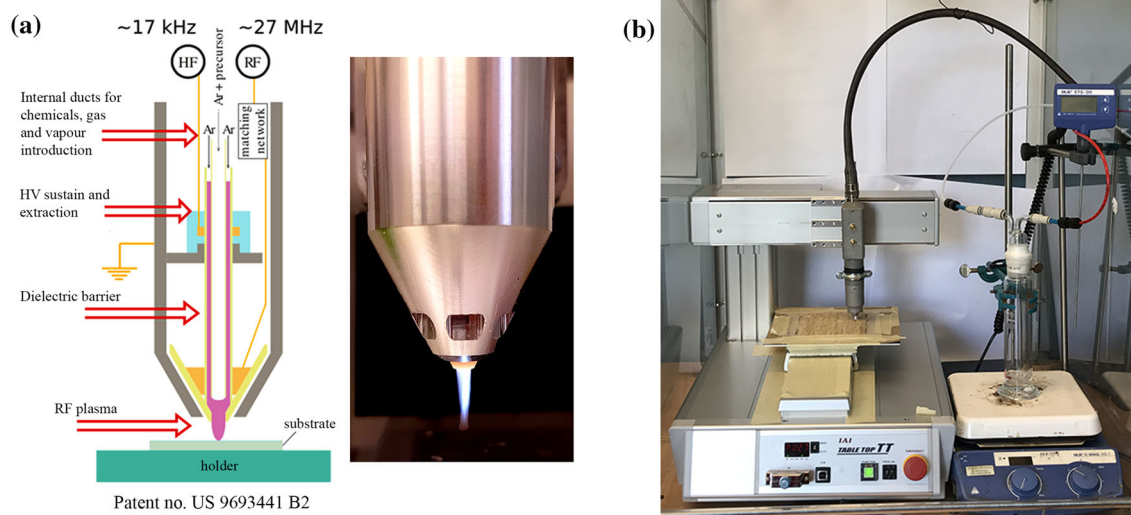 (a)
~17 kHz
~27 MHz
HF
RF
Ar + precursor
Internal ducts for
chemicals, gas
and vapour
introduction
Ar
Ar
matching
network
HV sustain and
extraction
Dielectric barrier
RF plasma
substrate
holder
Patent no. US 9693441 B2
(b)
IAI
TABLE TOP TT